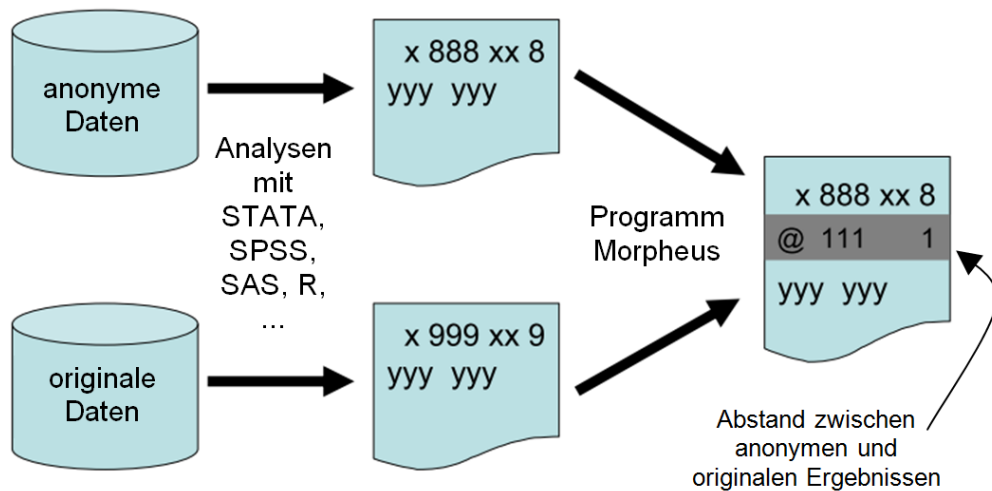 anonyme
Daten
x 888 xx 8
yyy yyy
Analysen
mit
STATA,
SPSS,
SAS, R,
...
originale
Daten
x 999 xx 9
yyy yyy
Programm
Morpheus
x 888 xx 8
@ 111 1
yyy yyy
Abstand zwischen
anonymen und
originalen Ergebnissen